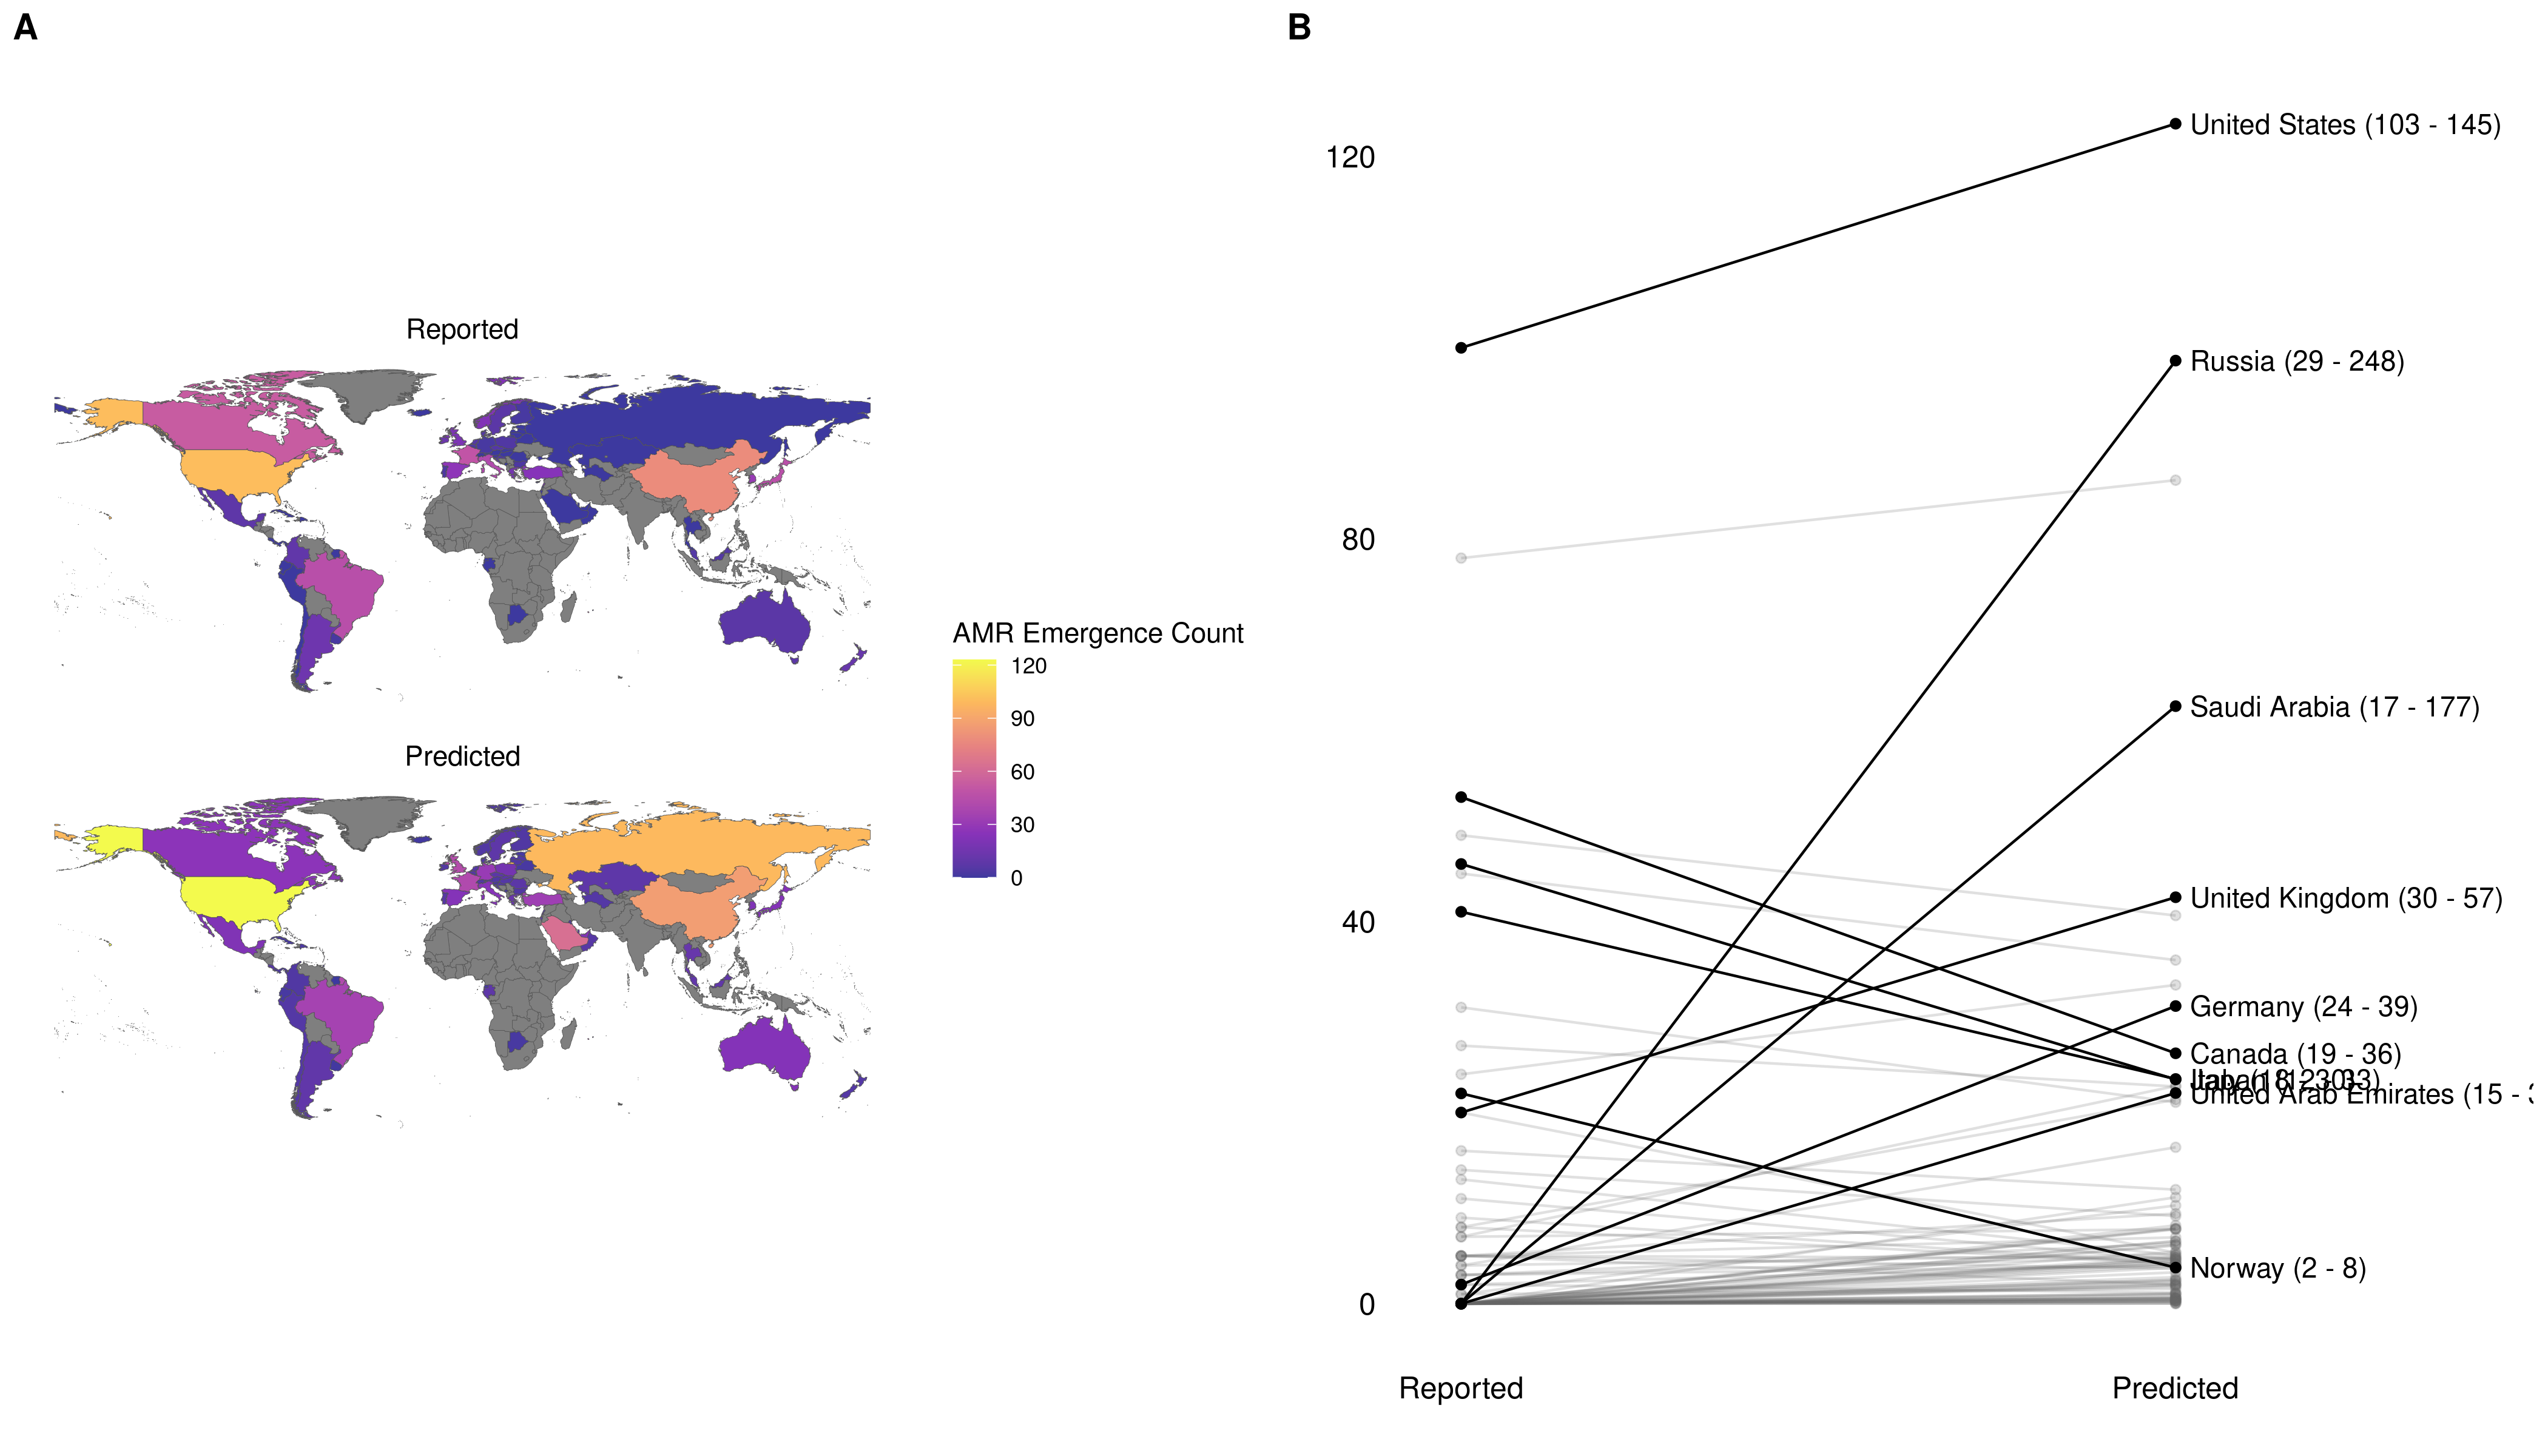 A
B
Reported
Predicted
AMR Emergence Count
120
90
60
30
0
120
80
40
0
United States (103 - 145)
Russia (29 - 248)
Saudi Arabia (17 - 177)
United Kingdom (30 - 57)
Germany (24 - 39)
Canada (19 - 36)
United Arab Emirates (15 -
Norway (2 - 8)
Reported
Predicted